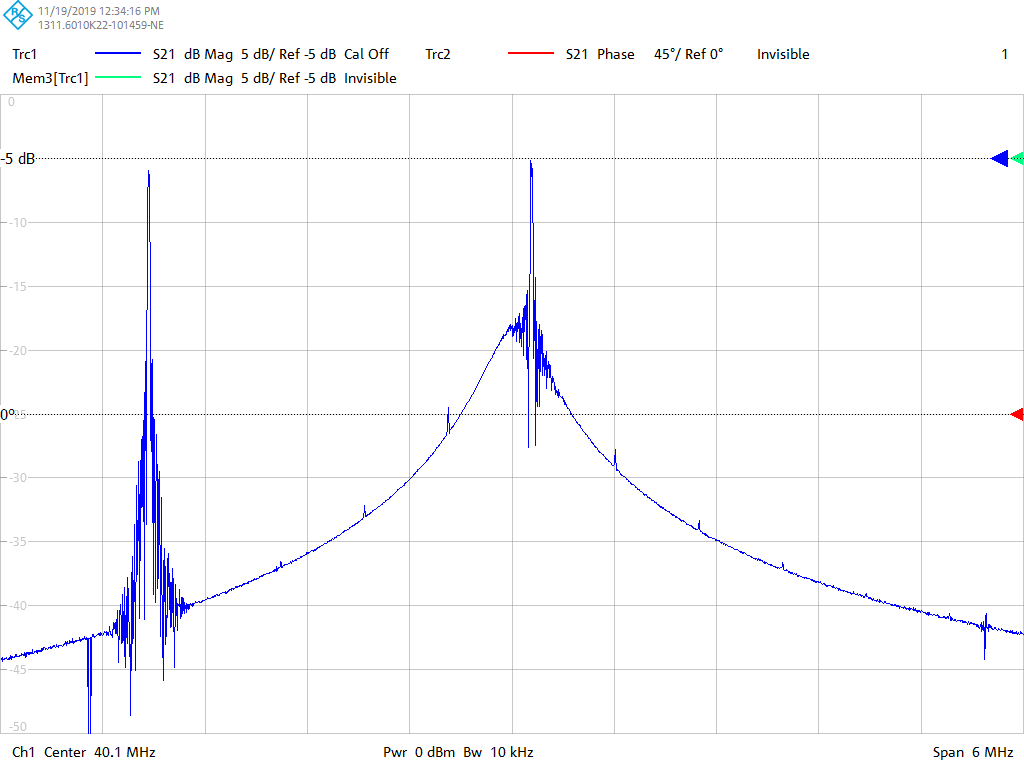 R&S
11/19/2019 12:34:16 PM
1311.6010K22-101459-NE
Trc1 S21 dB Mag 5 dB/ Ref -5 dB Cal Off Trc2 S21 Phase 45°/ Ref 0° Invisible 1
Mem3[Trc1] S21 dB Mag 5 dB/ Ref -5 dB Invisible
0
-5 dB
-10
-15
-20
0°
-25
-30
-35
-40
-45
-50
Ch1 Center 40.1 MHz Pwr 0 dBm Bw 10 kHz Span 6 MHz